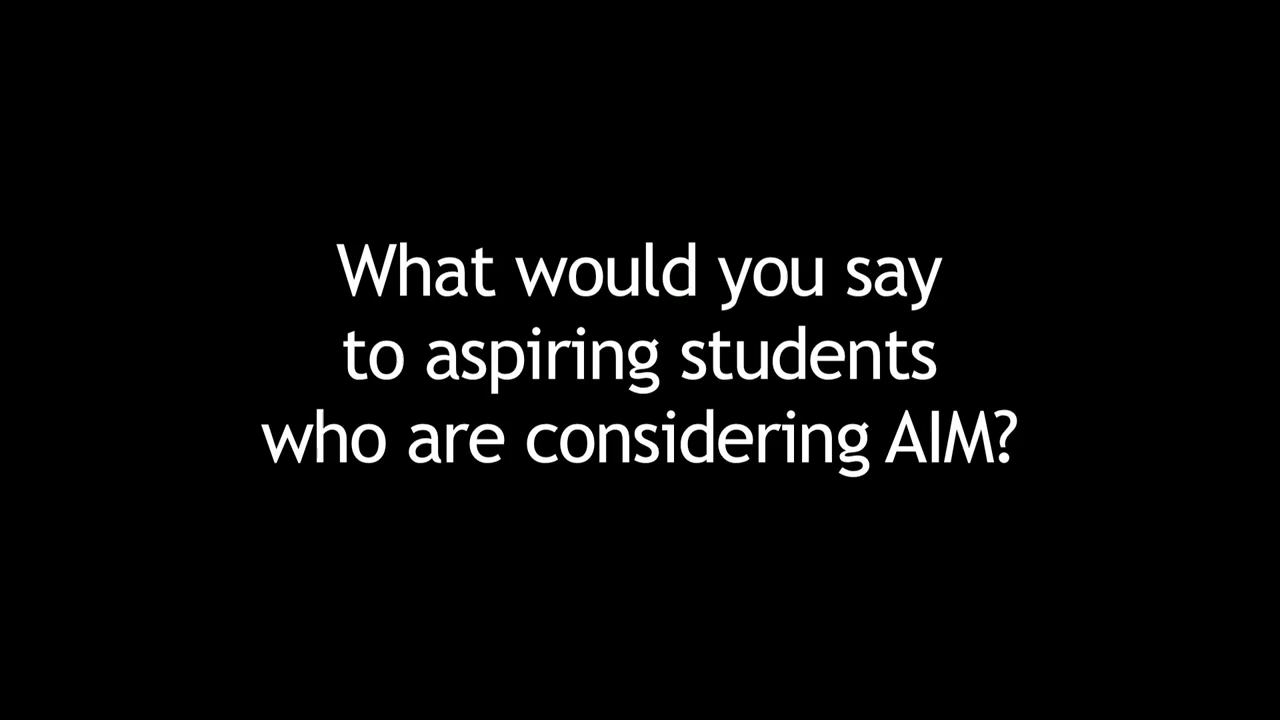 What would you say
to aspiring students
who are considering AIM?